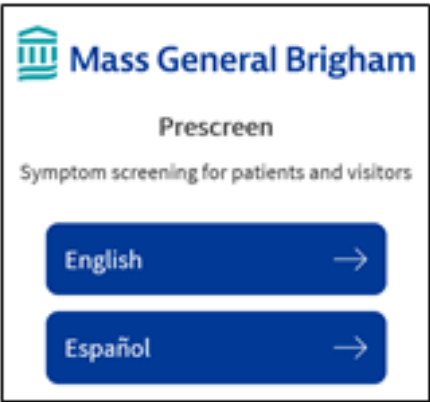 Mass General Brigham
Prescreen
Symptom screening for patients and visitors
English
Español